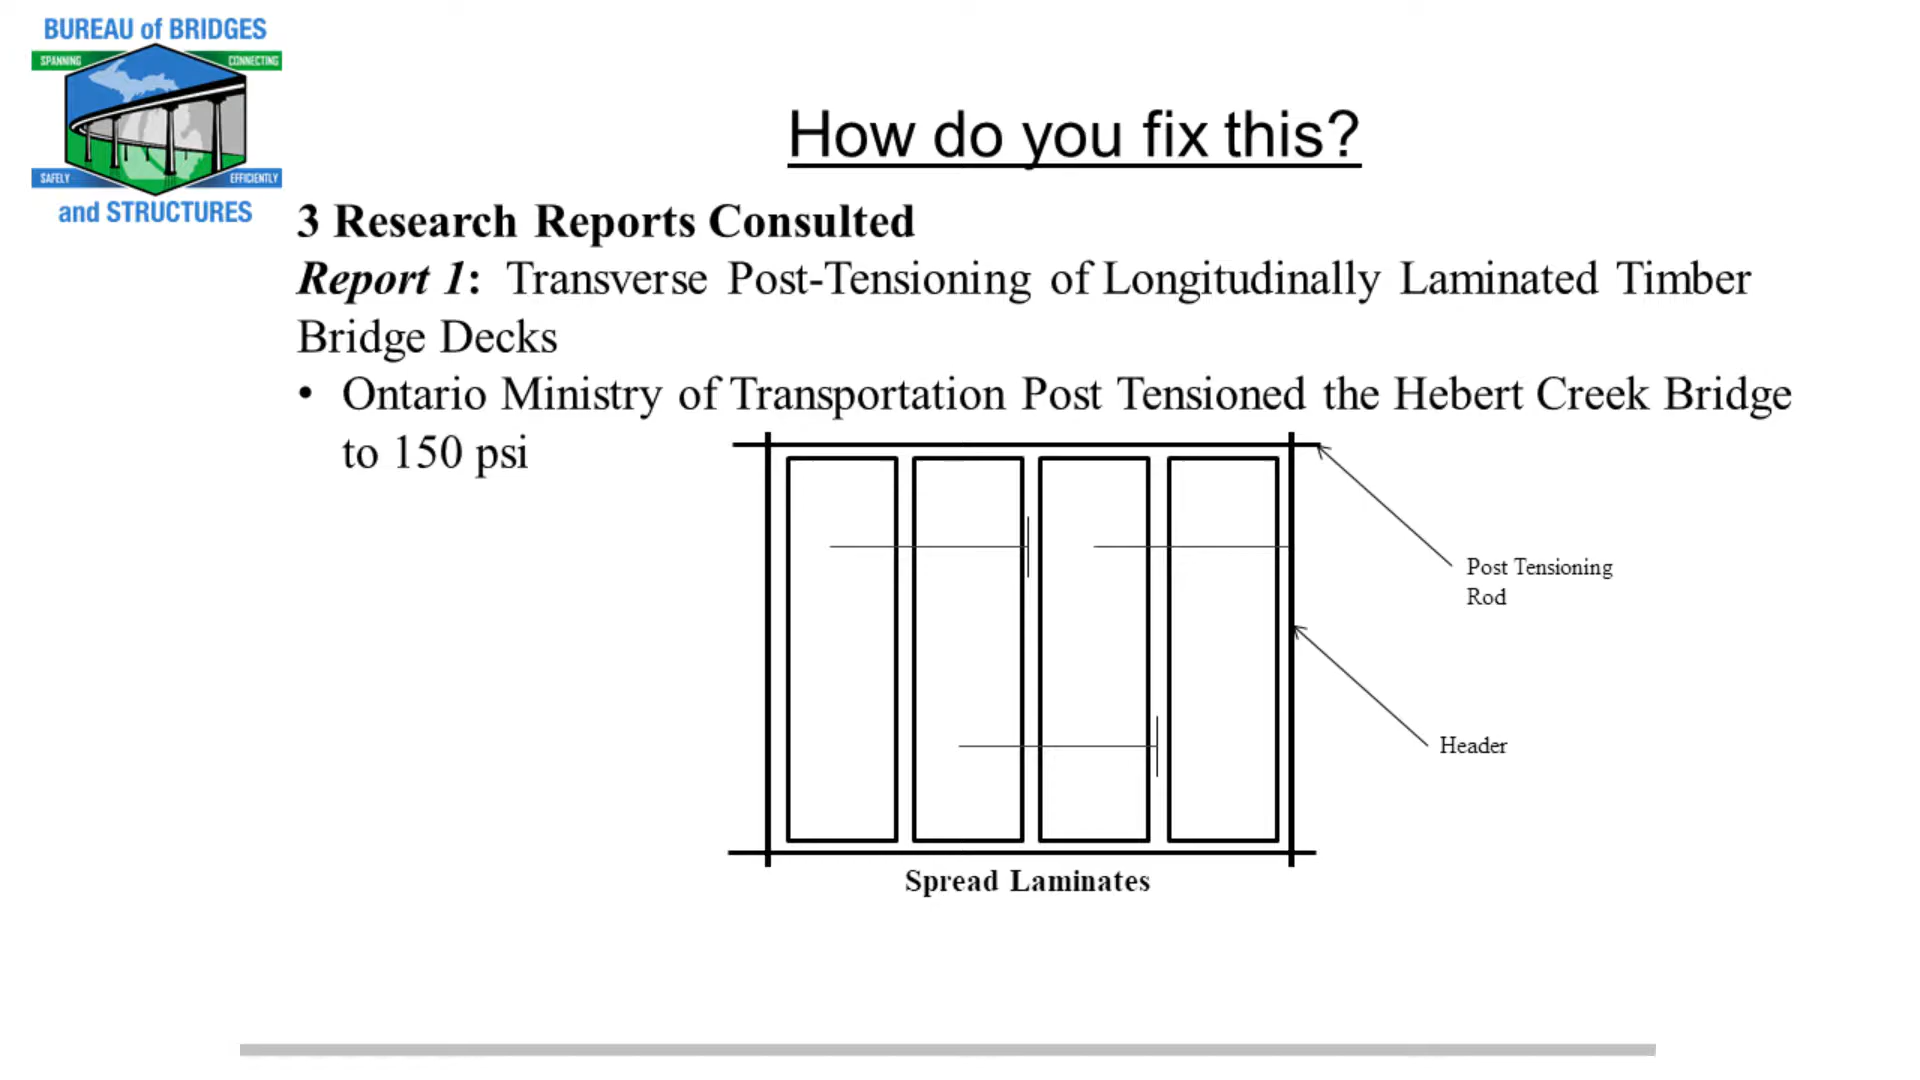 BUREAU of BRIDGES
SPANNING
CONNECTING
SAFELY
EFFICIENTLY
and STRUCTURES
How do you fix this?
3 Research Reports Consulted
Report 1: Transverse Post-Tensioning of Longitudinally Laminated Timber
Bridge Decks
• Ontario Ministry of Transportation Post Tensioned the Hebert Creek Bridge
to 150 psi
Post Tensioning
Rod
Header
Spread Laminates